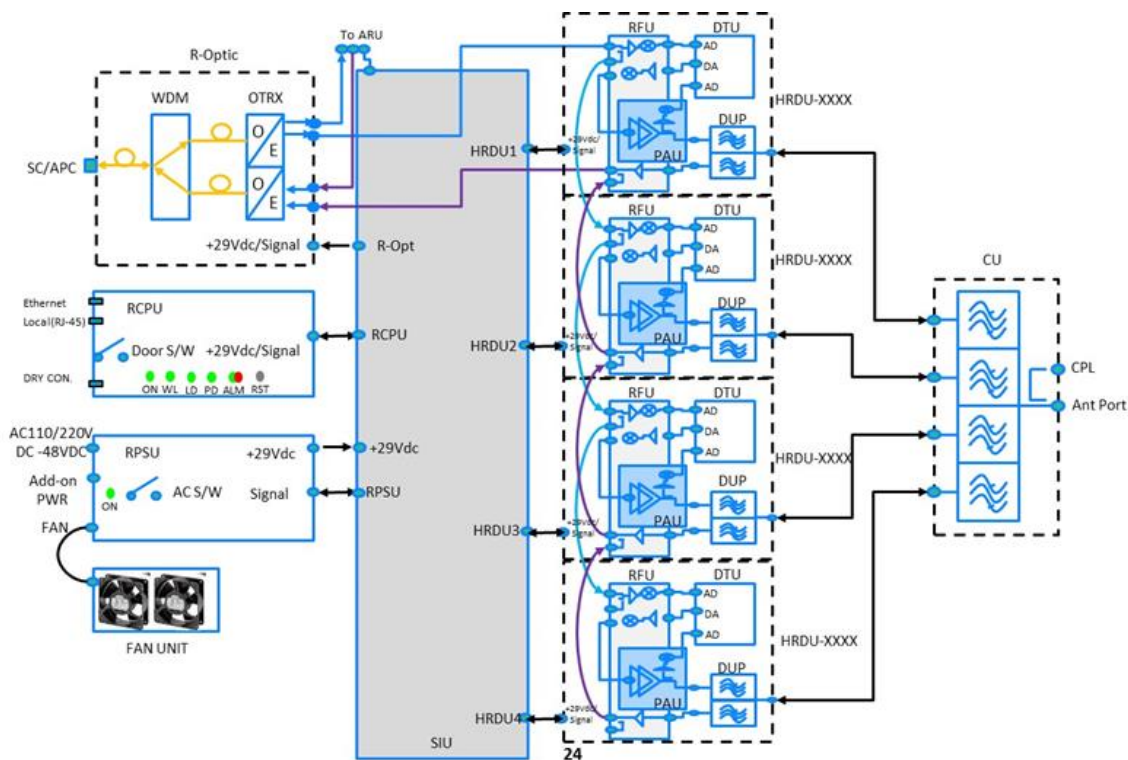 To ARU
R-Optic
WDM
OTRX
O
E
O
E
SC/APC
+29Vdc/Signal
R-Opt
Ethernet
Local(RJ-45)
RCPU
Door S/W
+29Vdc/Signal
DRY CON.
ON WL LD PD ALM RST
RCPU
AC110/220V
DC -48VDC
RPSU
+29Vdc
+29Vdc
Add-on
PWR
ON
AC S/W
Signal
RPSU
FAN
FAN UNIT
SIU
HRDU1
HRDU2
HRDU3
HRDU4
RFU
DTU
AD
DA
AD
HRDU-XXXX
+29Vdc/
Signal
DUP
PAU
RFU
DTU
AD
DA
AD
HRDU-XXXX
+29Vdc/
Signal
DUP
PAU
RFU
DTU
AD
DA
AD
HRDU-XXXX
+29Vdc/
Signal
DUP
PAU
RFU
DTU
AD
DA
AD
HRDU-XXXX
+29Vdc/
Signal
DUP
PAU
24
CU
CPL
Ant Port